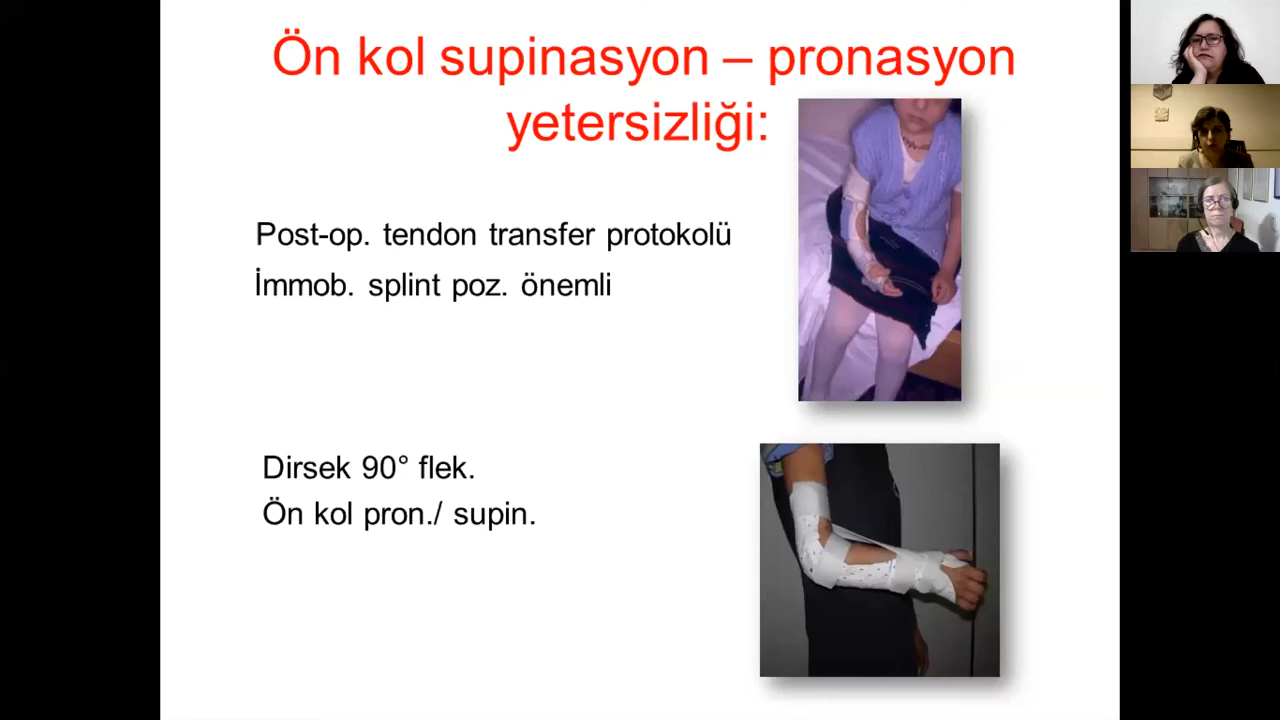 Ön kol supinasyon – pronasyon
yetersizliği:
Post-op. tendon transfer protokolü
İmmob. splint poz. önemli
Dirsek 90° flek.
Ön kol pron./ supin.